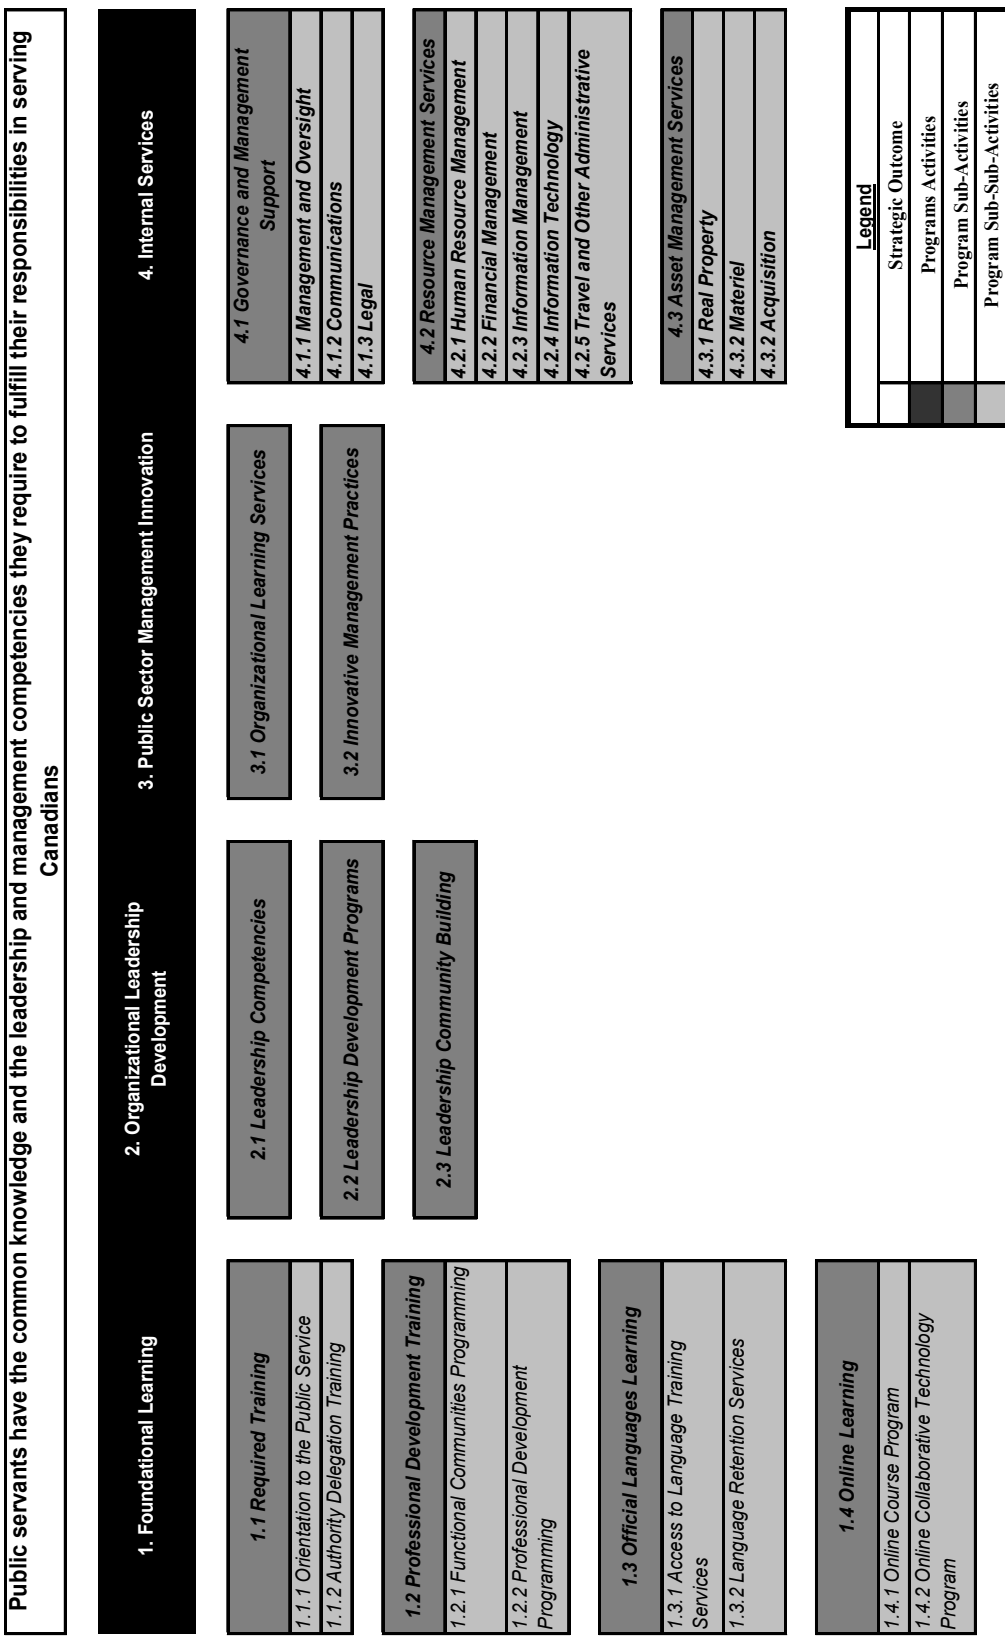 Public servants have the common knowledge and the leadership and management competencies they require to fulfill their responsibilities in serving
Canadians
1. Foundational Learning
1.1 Required Training
1.1.1 Orientation to the Public Service
1.1.2 Authority Delegation Training
1.2 Professional Development Training
1.2.1 Functional Communities Programming
1.2.2 Professional Development
Programming
1.3 Official Languages Learning
1.3.1 Access to Language Training
Services
1.3.2 Language Retention Services
1.4 Online Learning
1.4.1 Online Course Program
1.4.2 Online Collaborative Technology
Program
2. Organizational Leadership
Development
2.1 Leadership Competencies
2.2 Leadership Development Programs
2.3 Leadership Community Building
3. Public Sector Management Innovation
3.1 Organizational Learning Services
3.2 Innovative Management Practices
4. Internal Services
4.1 Governance and Management
Support
4.1.1 Management and Oversight
4.1.2 Communications
4.1.3 Legal
4.2 Resource Management Services
4.2.1 Human Resource Management
4.2.2 Financial Management
4.2.3 Information Management
4.2.4 Information Technology
4.2.5 Travel and Other Administrative
Services
4.3 Asset Management Services
4.3.1 Real Property
4.3.2 Materiel
4.3.2 Acquisition
Legend
Strategic Outcome
Programs Activities
Program Sub-Activities
Program Sub-Sub-Activities